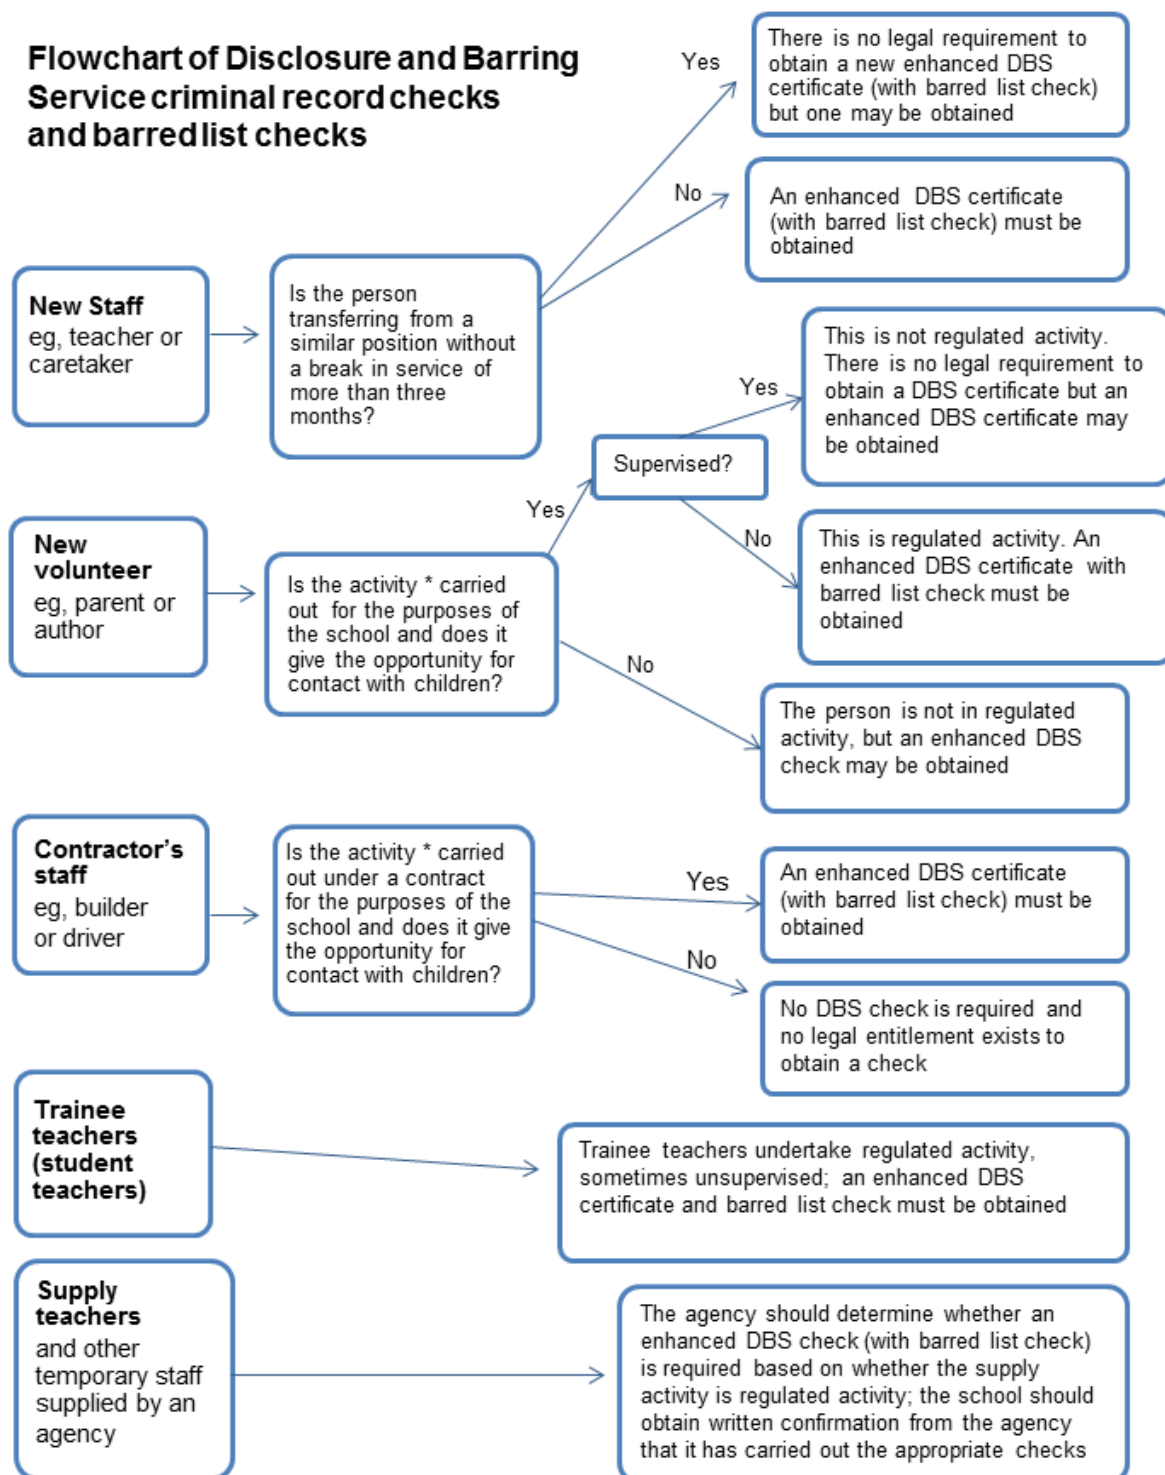 Flowchart of Disclosure and Barring
Service criminal record checks
and barred list checks
Yes
There is no legal requirement to
obtain a new enhanced DBS
certificate (with barred list check)
but one may be obtained
No
An enhanced DBS certificate
(with barred list check) must be
obtained
New Staff
eg, teacher or
caretaker
Is the person
transferring from a
similar position without
a break in service of
more than three
months?
This is not regulated activity.
There is no legal requirement to
obtain a DBS certificate but an
enhanced DBS certificate may
be obtained
Yes
Supervised?
Yes
No
This is regulated activity. An
enhanced DBS certificate with
barred list check must be
obtained
New
volunteer
eg, parent or
author
Is the activity * carried
out for the purposes of
the school and does it
give the opportunity for
contact with children?
No
The person is not in regulated
activity, but an enhanced DBS
check may be obtained
Contractor's
staff
eg, builder
or driver
Is the activity * carried
out under a contract
for the purposes of the
school and does it give
the opportunity for
contact with children?
Yes
An enhanced DBS certificate
(with barred list check) must be
obtained
No
No DBS check is required and
no legal entitlement exists to
obtain a check
Trainee
teachers
(student
teachers)
Trainee teachers undertake regulated activity,
sometimes unsupervised; an enhanced DBS
certificate and barred list check must be obtained
Supply
teachers
and other
temporary staff
supplied by an
agency
The agency should determine whether an
enhanced DBS check (with barred list check)
is required based on whether the supply
activity is regulated activity; the school should
obtain written confirmation from the agency
that it has carried out the appropriate checks